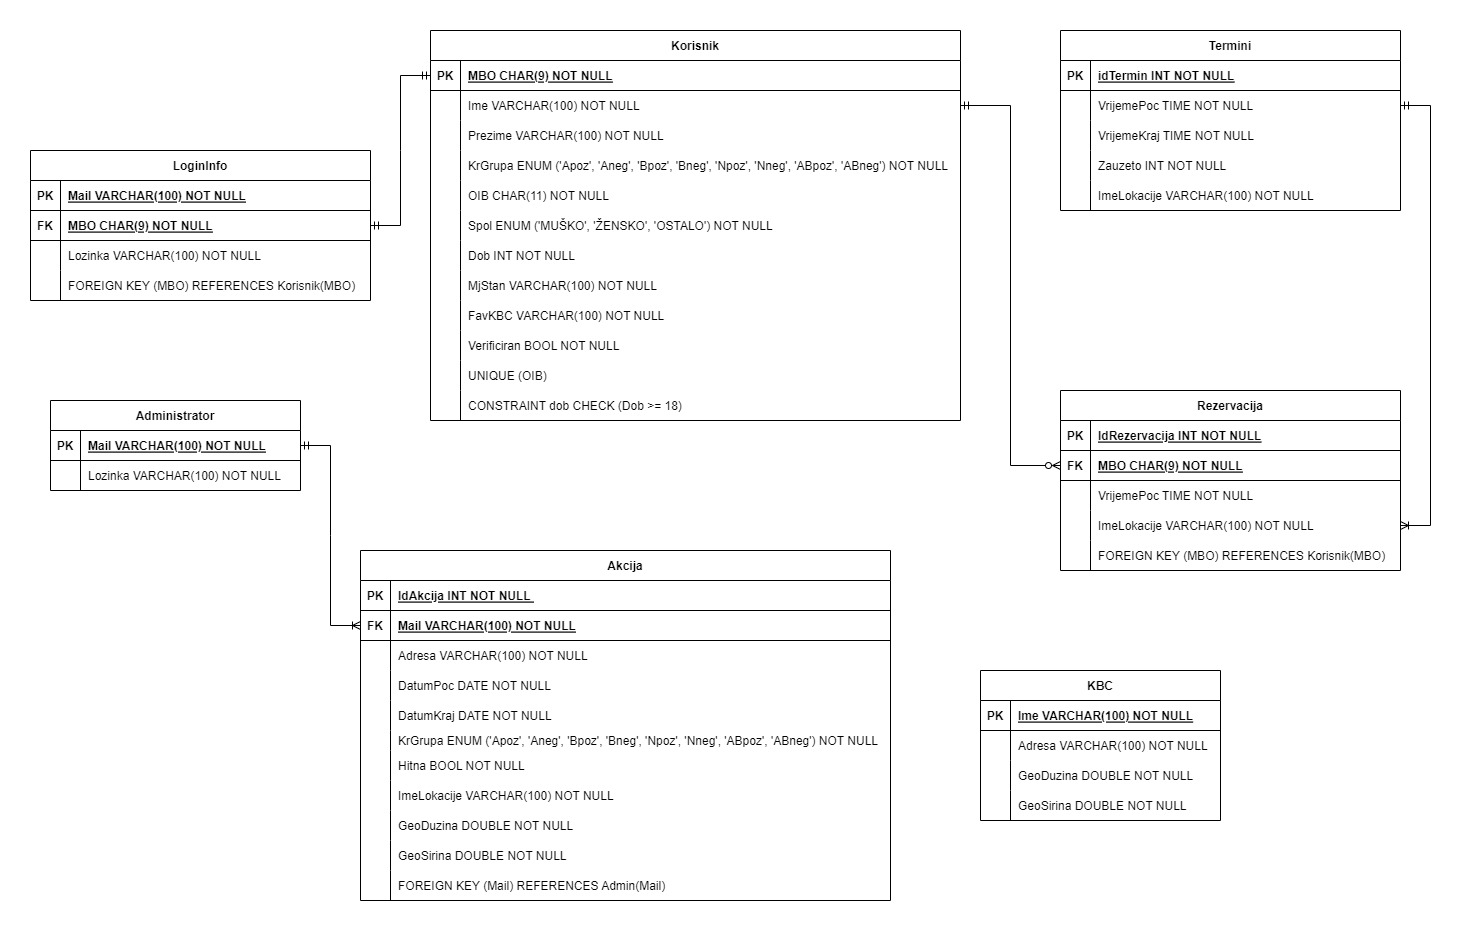 Korisnik
PK MBO CHAR(9) NOT NULL
Ime VARCHAR(100) NOT NULL
Prezime VARCHAR(100) NOT NULL
KrGrupa ENUM ('Apoz', 'Aneg', 'Bpoz', 'Bneg', 'Npoz', 'Nneg', 'ABpoz', 'ABneg') NOT NULL
OIB CHAR(11) NOT NULL
Spol ENUM ('MUŠKO', 'ŽENSKO', 'OSTALO') NOT NULL
Dob INT NOT NULL
MjStan VARCHAR(100) NOT NULL
FavKBC VARCHAR(100) NOT NULL
Verificiran BOOL NOT NULL
UNIQUE (OIB)
CONSTRAINT dob CHECK (Dob >= 18)
Termini
PK idTermin INT NOT NULL
VrijemePoc TIME NOT NULL
VrijemeKraj TIME NOT NULL
Zauzeto INT NOT NULL
ImeLokacije VARCHAR(100) NOT NULL
LoginInfo
PK Mail VARCHAR(100) NOT NULL
FK MBO CHAR(9) NOT NULL
Lozinka VARCHAR(100) NOT NULL
FOREIGN KEY (MBO) REFERENCES Korisnik(MBO)
Administrator
PK Mail VARCHAR(100) NOT NULL
Lozinka VARCHAR(100) NOT NULL
Rezervacija
PK IdRezervacija INT NOT NULL
FK MBO CHAR(9) NOT NULL
VrijemePoc TIME NOT NULL
ImeLokacije VARCHAR(100) NOT NULL
FOREIGN KEY (MBO) REFERENCES Korisnik(MBO)
Akcija
PK IdAkcija INT NOT NULL
FK Mail VARCHAR(100) NOT NULL
Adresa VARCHAR(100) NOT NULL
DatumPoc DATE NOT NULL
DatumKraj DATE NOT NULL
KrGrupa ENUM ('Apoz', 'Aneg', 'Bpoz', 'Bneg', 'Npoz', 'Nneg', 'ABpoz', 'ABneg') NOT NULL
Hitna BOOL NOT NULL
ImeLokacije VARCHAR(100) NOT NULL
GeoDuzina DOUBLE NOT NULL
GeoSirina DOUBLE NOT NULL
FOREIGN KEY (Mail) REFERENCES Admin(Mail)
KBC
PK Ime VARCHAR(100) NOT NULL
Adresa VARCHAR(100) NOT NULL
GeoDuzina DOUBLE NOT NULL
GeoSirina DOUBLE NOT NULL